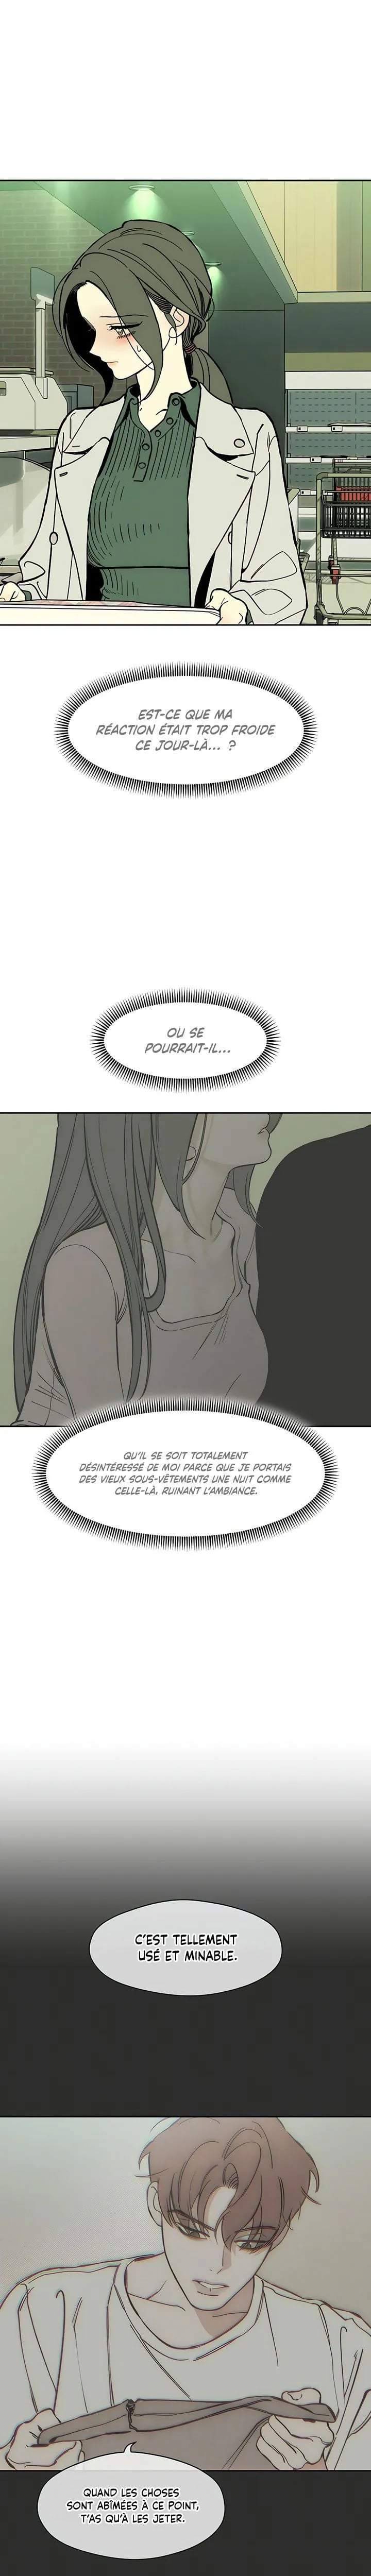 EST-CE QUE MA
RÉACTION ÉTAIT TROP FROIDE
CE JOUR-LÀ... ?
OU SE
POURRAIT-IL...
QU'IL SE SOIT TOTALEMENT
DÉSINTÉRESSÉ DE MOI PARCE QUE JE PORTAIS
DES VIEUX SOUS-VÊTEMENTS UNE NUIT COMME
CELLE-LÀ, RUINANT L'AMBIANCE.
C'EST TELLEMENT
USÉ ET MINABLE.
QUAND LES CHOSES
SONT ABÎMÉES À CE POINT,
T'AS QU'À LES JETER.